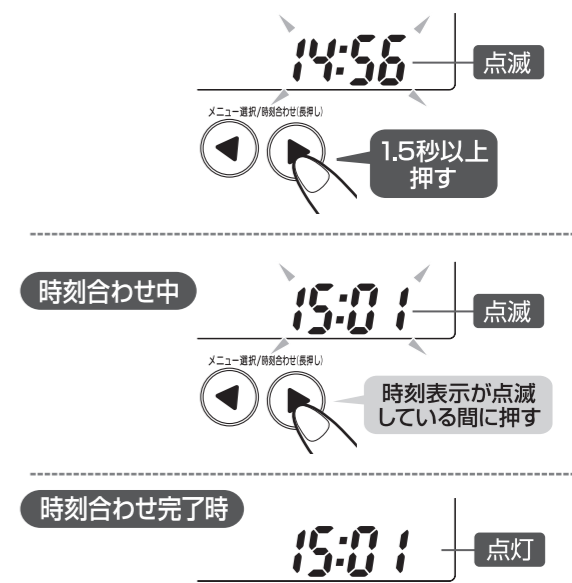 14:56
点滅
メニュー選択/時刻合わせ(長押し)
1.5秒以上
押す
時刻合わせ中
15:01
点滅
メニュー選択/時刻合わせ(長押し)
時刻表示が点滅
している間に押す
時刻合わせ完了時
15:01
点灯